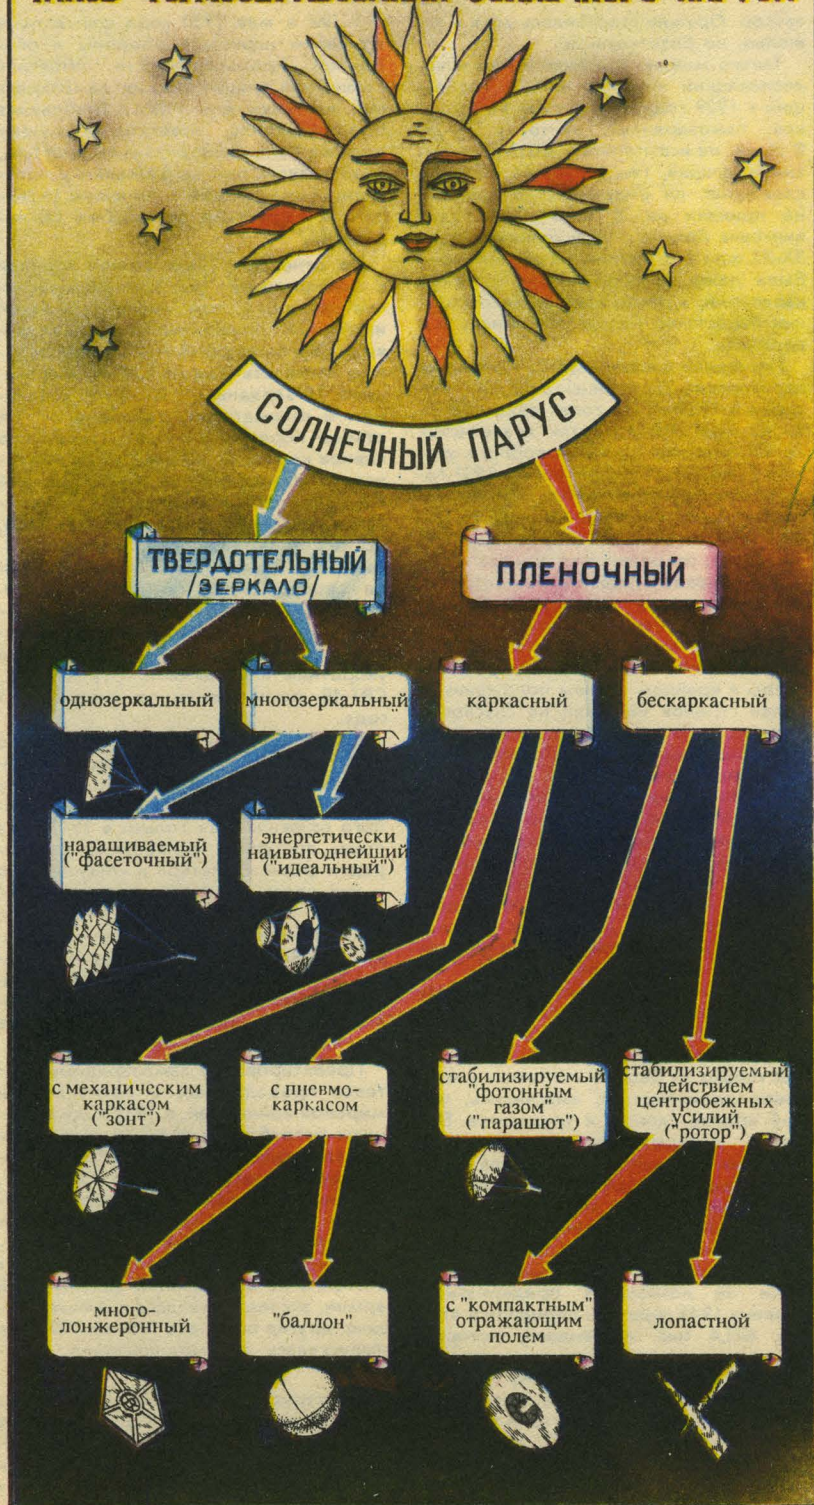 СОЛНЕЧНЫЙ ПАРУС
ТВЕРДОТЕЛЬНЫЙ
/ЗЕРКАЛО/
ПЛЕНОЧНЫЙ
однозеркальный
многозеркальный
каркасный
бескаркасный
наращиваемый
("фасеточный")
энергетически
наивыгоднейший
("идеальный")
с механическим
каркасом
("зонт")
с пневмо-
каркасом
стабилизируемый
"фотонным
газом"
("парашют")
стабилизируемый
действием
центробежных
усилий
("ротор")
много-
лонжеронный
"баллон"
с "компактным"
отражающим
полем
лопастной